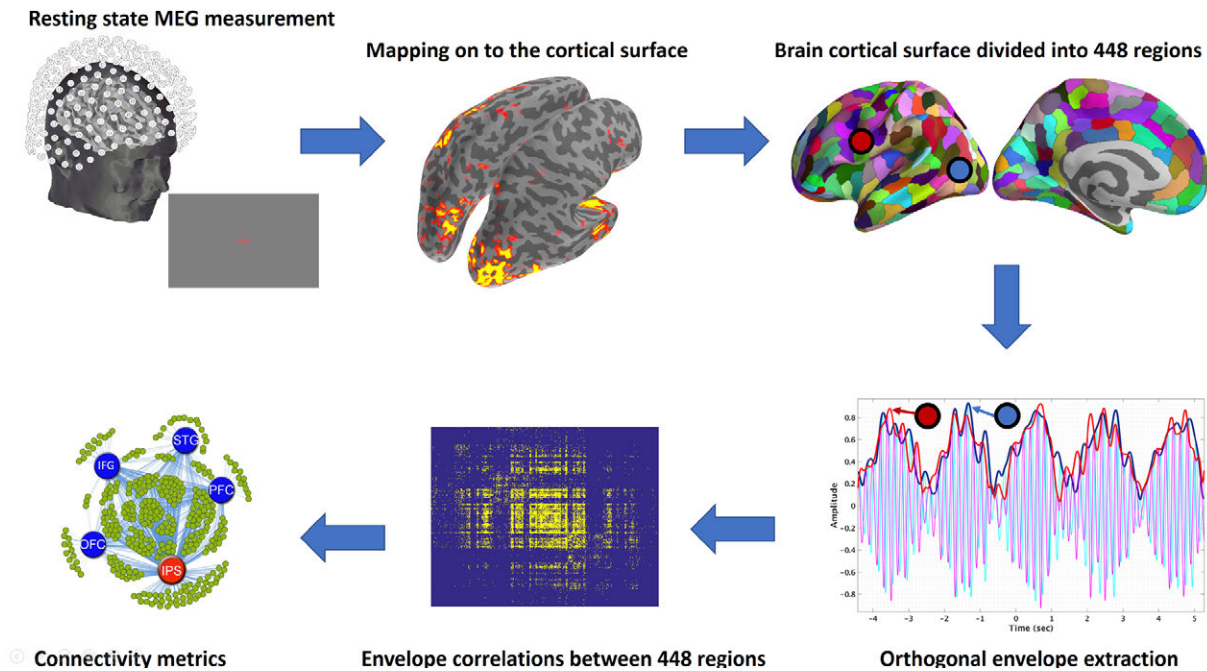 Resting state MEG measurement
Mapping on to the cortical surface
Brain cortical surface divided into 448 regions
STG
IFG
PFC
OFC
IPS
Amplitude
0.8
0.6
0.4
0.2
0
-0.2
-0.4
-0.6
-0.8
-4 -3 -2 -1 0 1 2 3 4 5
Time (sec)
Connectivity metrics
Envelope correlations between 448 regions
Orthogonal envelope extraction